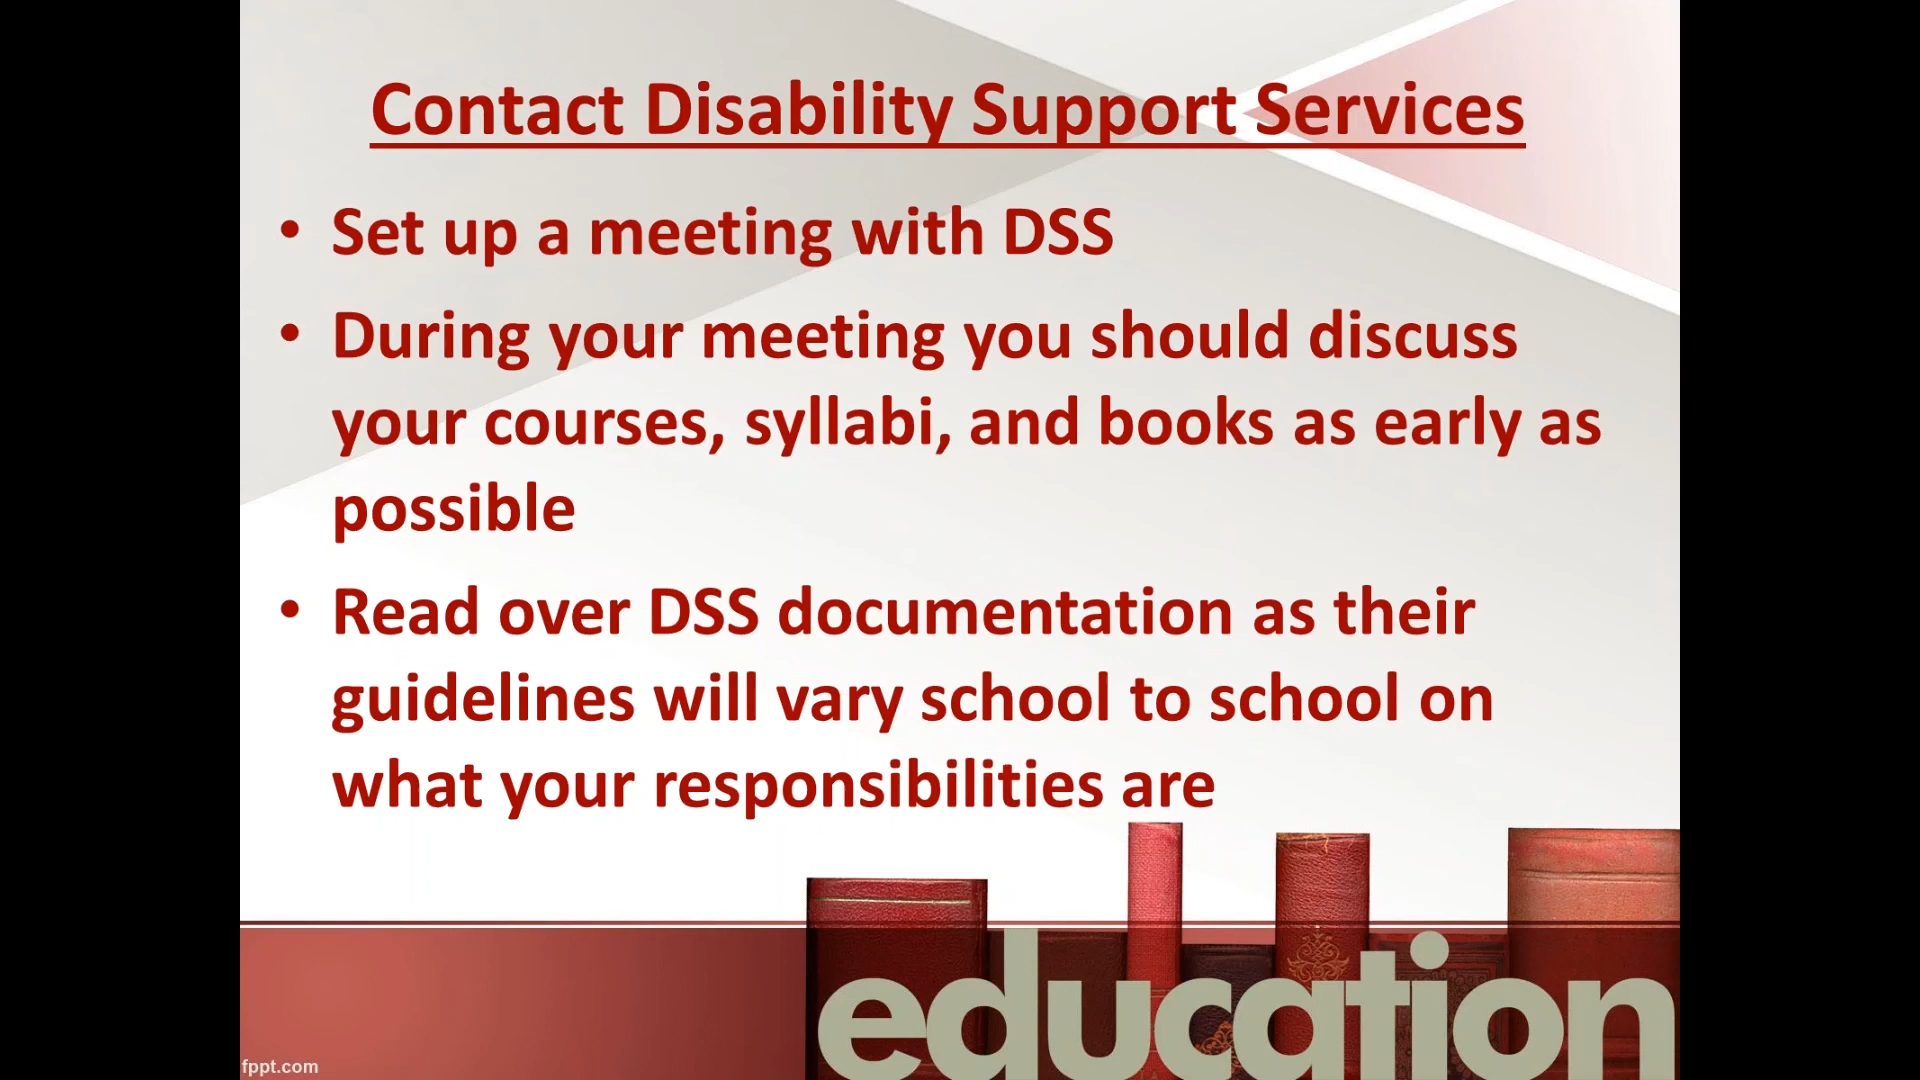 Contact Disability Support Services
• Set up a meeting with DSS
• During your meeting you should discuss
your courses, syllabi, and books as early as
possible
• Read over DSS documentation as their
guidelines will vary school to school on
what your responsibilities are
education
fppt.com